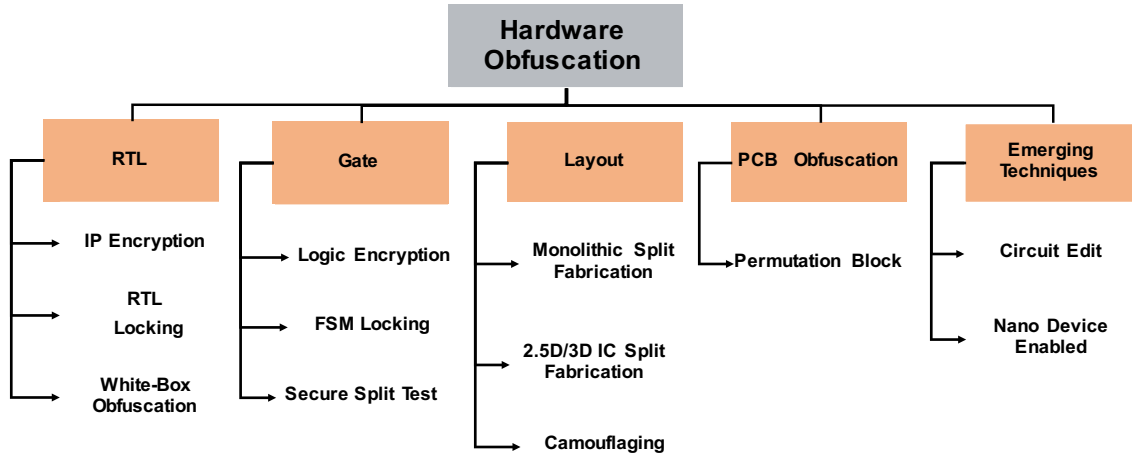 Hardware
Obfuscation
RTL
IP Encryption
RTL
Locking
White-Box
Obfuscation
Gate
Logic Encryption
FSM Locking
Secure Split Test
Layout
Monolithic Split
Fabrication
2.5D/3D IC Split
Fabrication
Camouflaging
PCB Obfuscation
Permutation Block
Emerging
Techniques
Circuit Edit
Nano Device
Enabled